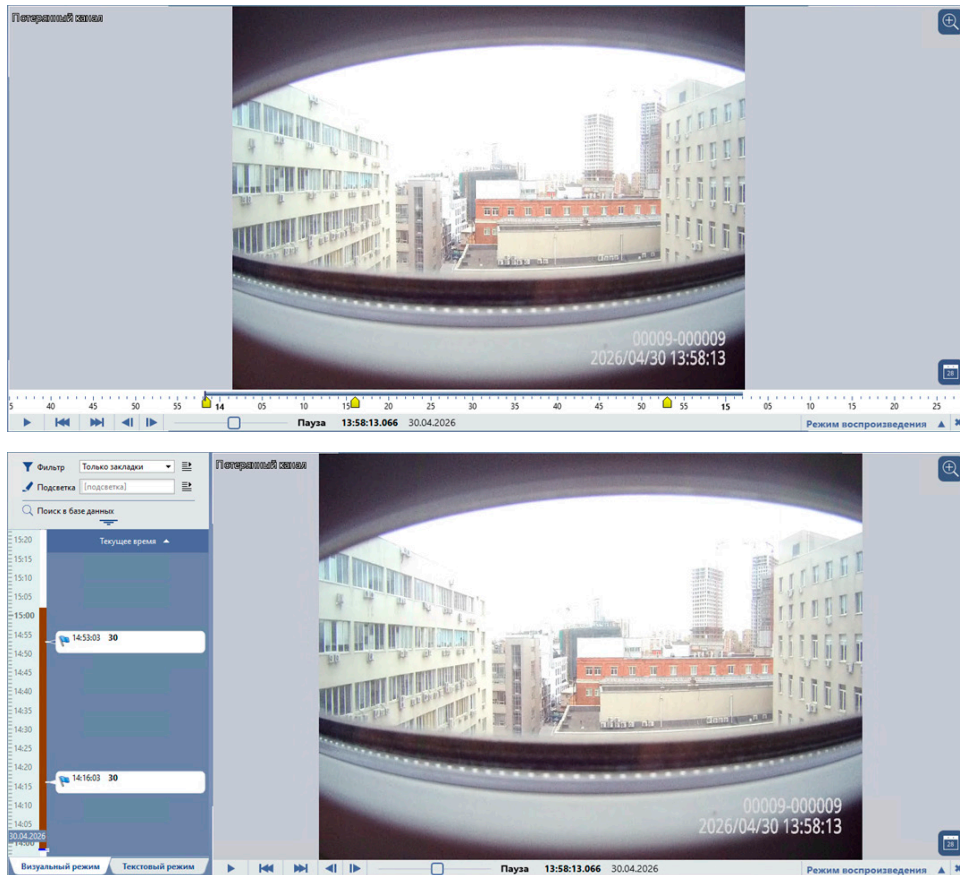 Потерянный канал
00009-000009
2026/04/30 13:58:13
28
5 40 45 50 55 14 05 10 15 20 25 30 35 40 45 50 55 15 05 10 15 20 25
Пауза 13:58:13.066 30.04.2026 Режим воспроизведения
Фильтр Только закладки
Подсветка [подсветка]
Поиск в базе данных
Потерянный канал
Текущее время
15:20
15:15
15:10
15:05
15:00
14:55
14:53:03 30
14:50
14:45
14:40
14:35
14:30
14:25
14:20
14:16:03 30
14:15
14:10
14:05
30.04.2026
14:00
00009-000009
2026/04/30 13:58:13
28
Визуальный режим Текстовый режим Пауза 13:58:13.066 30.04.2026 Режим воспроизведения